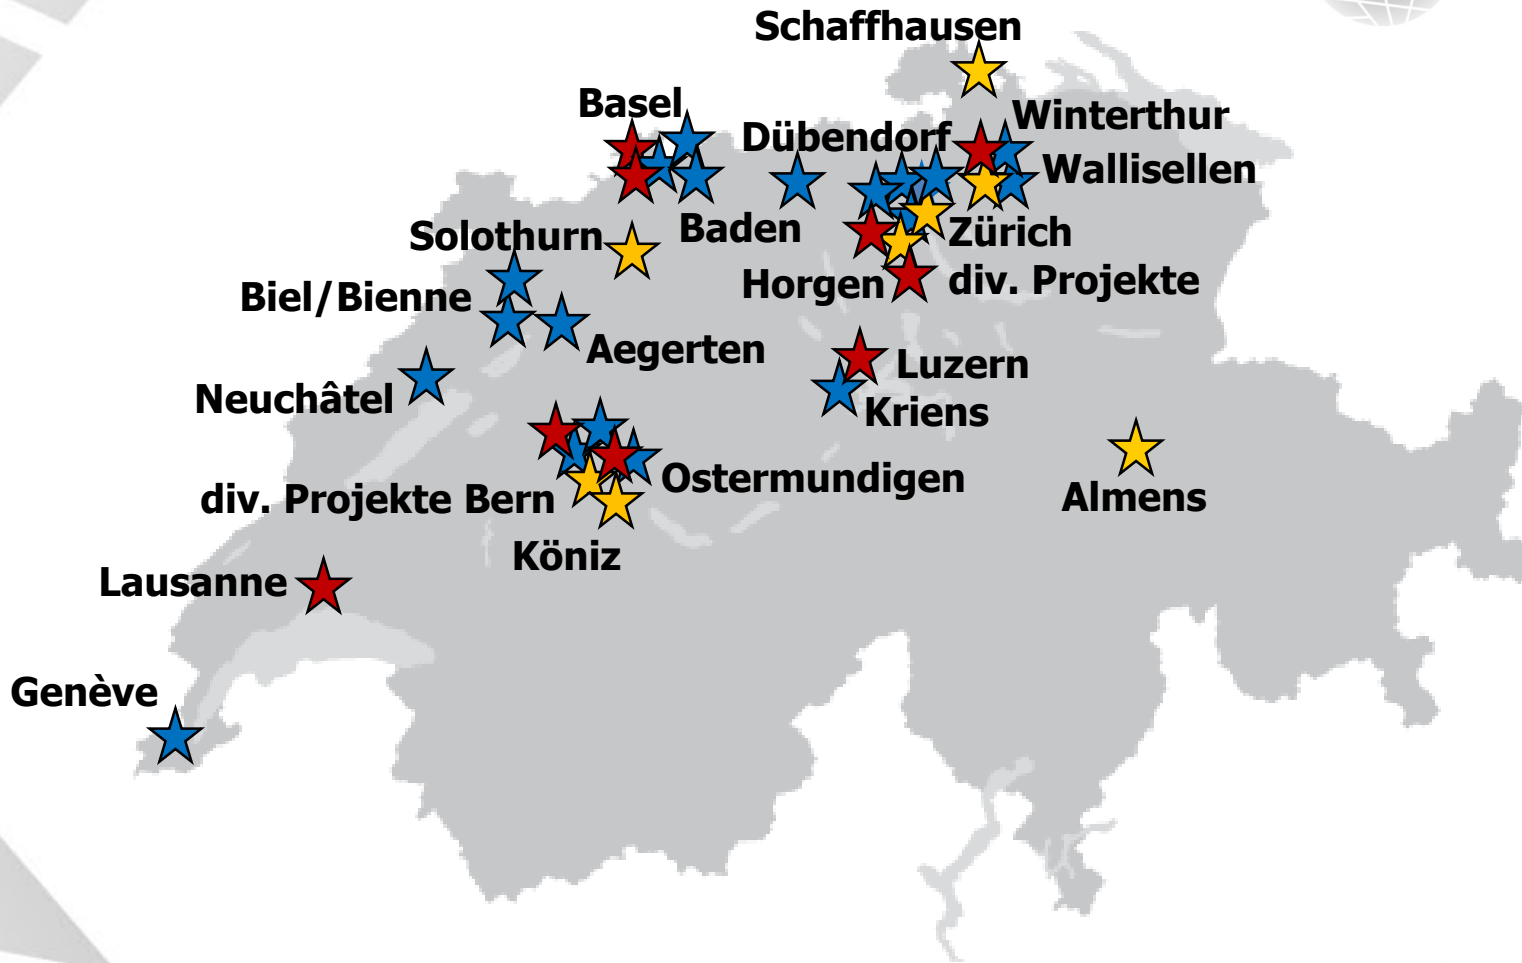 Schaffhausen
Basel
Winterthur
Dübendorf
Wallisellen
Solothurn
Baden
Zürich
Biel/Bienne
Horgen
div. Projekte
Aegerten
Luzern
Neuchâtel
Kriens
Ostermundigen
div. Projekte Bern
Almens
Köniz
Lausanne
Genève